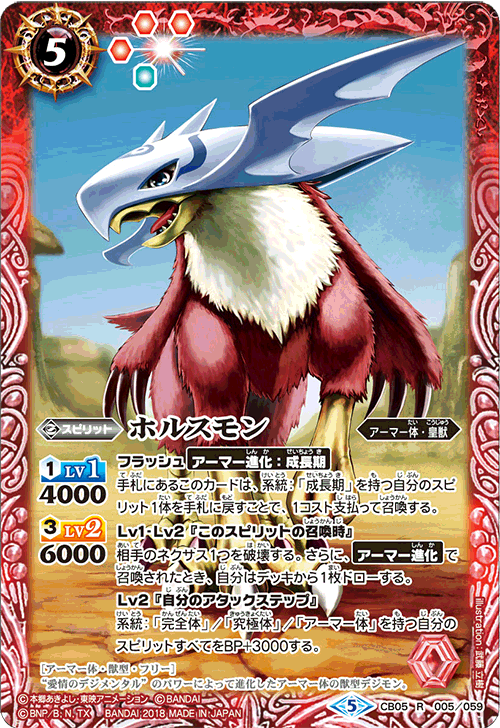 5
スピリット
ホルスモン
アーマー体・皇獣
1 LV1
4000
3 LV2
6000
フラッシュ アーマー進化：成長期
手札にあるこのカードは、系統：「成長期」を持つ自分のスピ
リット1体を手札に戻すことで、1コスト支払って召喚する。
Lv1・Lv2『このスピリットの召喚時』
相手のネクサス1つを破壊する。さらに、アーマー進化で
召喚されたとき、自分はデッキから1枚ドローする。
Lv2『自分のアタックステップ』
系統：「完全体」/「究極体」/「アーマー体」を持つ自分の
スピリットすべてをBP+3000する。
[アーマー体・獣型・フリー]
“愛情のデジメンタル”のパワーによって進化したアーマー体の獣型デジモン。
illustration：武藤 立樹
©本郷あきよし・東映アニメーション ©BANDAI
©BNP/B, N, TX BANDAI 2018 MADE IN JAPAN
5 CB05 R 005/059